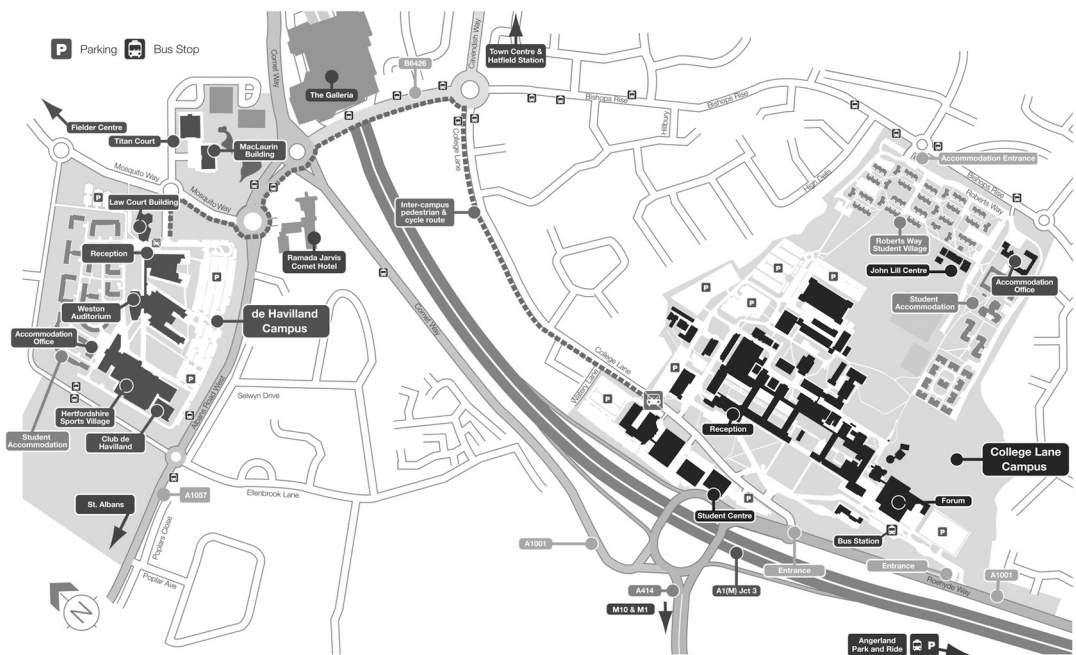 P Parking Bus Stop
Town Centre &
Hatfield Station
Cavendish Way
Comet Way
B6426
The Galleria
Bishops Rise
Bishops Rise
Hillbury
College Lane
High Dells
Accommodation Entrance
Bishops Rise
Roberts Way
Fielder Centre
Titan Court
MacLaurin
Building
Mosquito Way
Mosquito Way
P
Law Court Building
Reception
Inter-campus
pedestrian &
cycle route
Ramada Jarvis
Comet Hotel
P
Roberts Way
Student Village
John Lill Centre
Accommodation
Office
Student
Accommodation
P
P
P
P
Weston
Auditorium
de Havilland
Campus
Accommodation
Office
Comet Way
College Lane
Watery Lane
P
P
P
Selwyn Drive
Albans Road West
Hertfordshire
Sports Village
Student
Accommodation
Club de
Havilland
Reception
College Lane
Campus
Ellenbrook Lane
A1057
St. Albans
Poplars Close
Poplar Ave
Student Centre
P
Forum
Bus Station
P
A1001
Entrance
Entrance
Roehyde Way
A1001
A414
A1(M) Jct 3
M10 & M1
N
Angerland
Park and Ride
P